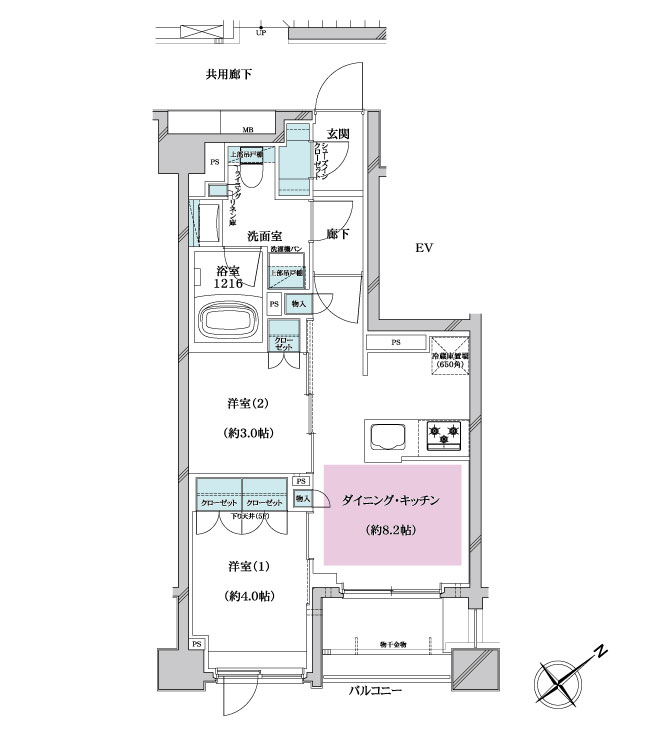 UP
共用廊下
MB
玄関
PS
上部吊戸棚
シューズイン
クローゼット
リネン庫
洗面室
廊下
洗濯機パン
EV
浴室
1216
上部吊戸棚
PS
物入
クロー
ゼット
PS
冷蔵庫置場
(650角)
洋室(2)
(約3.0帖)
PS
クローゼット
クローゼット
物入
ダイニング・キッチン
(約8.2帖)
下り天井(5F)
洋室(1)
(約4.0帖)
PS
物干金物
バルコニー
N